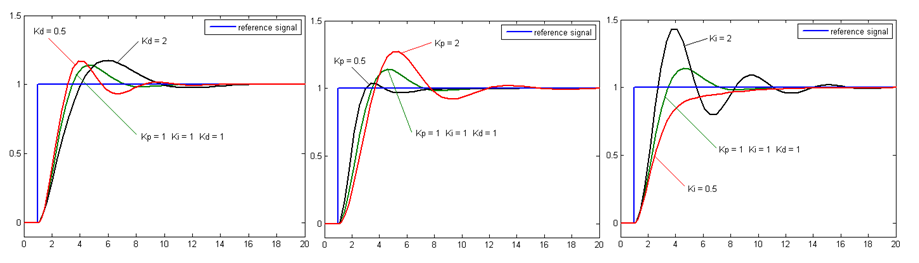 1.5
reference signal
Kd = 0.5
Kd = 2
1
Kp = 1 Ki = 1 Kd = 1
1.5
0
0 2 4 6 8 10 12 14 16 18 20
1.5
reference signal
Kp = 2
Kp = 0.5
1
Kp = 1 Ki = 1 Kd = 1
0.5
0
0 2 4 6 8 10 12 14 16 18 20
1.5
reference signal
Ki = 2
1
Kp = 1 Ki = 1 Kd = 1
0.5
Ki = 0.5
0
0 2 4 6 8 10 12 14 16 18 20